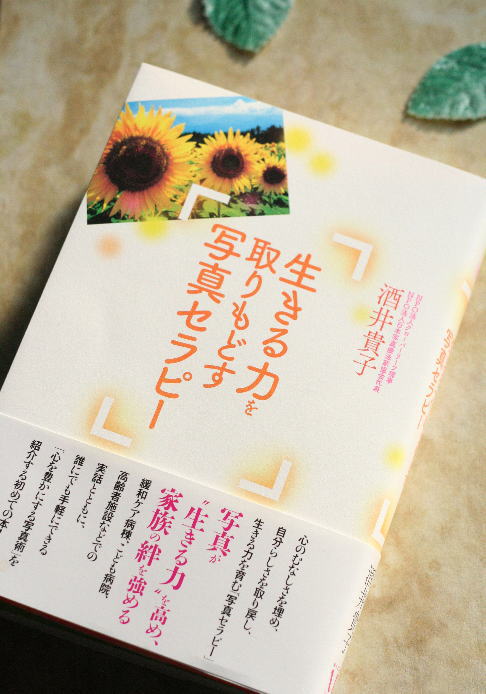 生きる力を
取りもどす
写真セラピー
酒井貴子
写真セラピー
心のむなしさを埋め、
自分らしさを取り戻し、
生きる力を育む「写真セラピー」
写真が
“生きる力”を高め、
家族の絆を強める
緩和ケア病棟、こども病院、
高齢者施設などでの
実話とともに、
誰にでも手軽にできる
「心を豊かにする写真術」を
紹介する初めての本